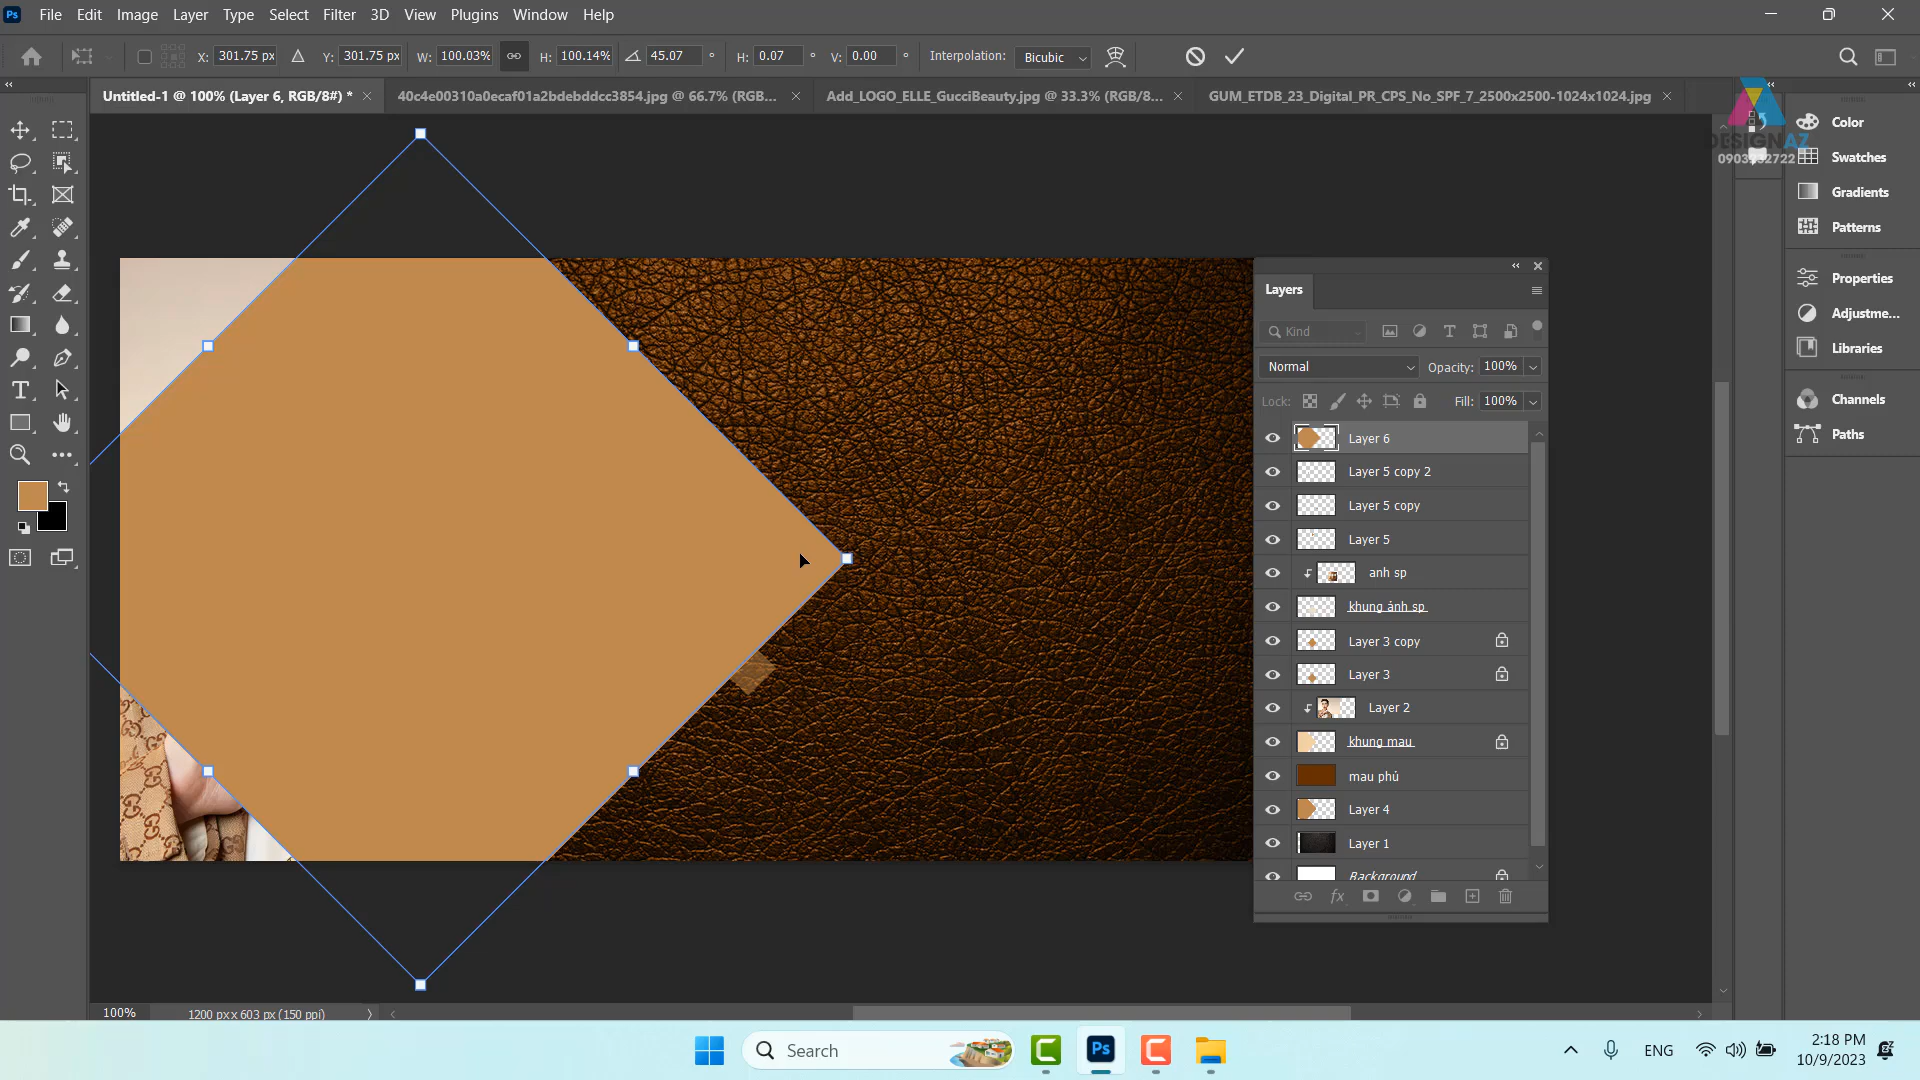 Ps File Edit Image Layer Type Select Filter 3D View Plugins Window Help
X: 301.75 px Y: 301.75 px W: 100.03% H: 100.14% 45.07 ° H: 0.07 ° V: 0.00 ° Interpolation: Bicubic
Untitled-1 @ 100% (Layer 6, RGB/8#) * 40c4e00310a0ecaf01a2bdebddcc3854.jpg @ 66.7% (RGB... Add_LOGO_ELLE_GucciBeauty.jpg @ 33.3% (RGB/8... GUM_ETDB_23_Digital_PR_CPS_No_SPF_7_2500x2500-1024x1024.jpg
DESIGNAZ
Color
Swatches
Gradients
Patterns
Properties
Adjustme...
Libraries
Channels
Paths
Layers
Kind
Normal Opacity: 100%
Lock: Fill: 100%
Layer 6
Layer 5 copy 2
Layer 5 copy
Layer 5
anh sp
khung ảnh sp
Layer 3 copy
Layer 3
Layer 2
khung mau
mau phủ
Layer 4
Layer 1
Background
fx
100% 1200 px x 603 px (150 ppi)
Search
Ps
ENG
2:18 PM
10/9/2023